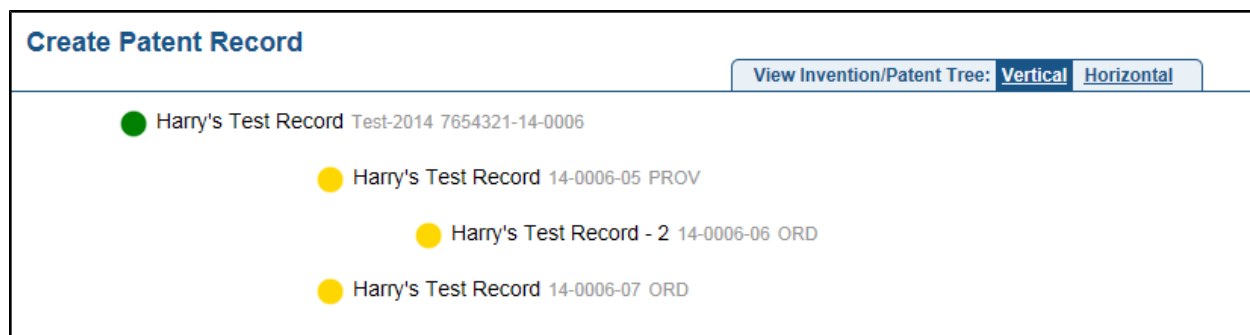 Create Patent Record
View Invention/Patent Tree: Vertical Horizontal
Harry's Test Record Test-2014 7654321-14-0006
Harry's Test Record 14-0006-05 PROV
Harry's Test Record - 2 14-0006-06 ORD
Harry's Test Record 14-0006-07 ORD